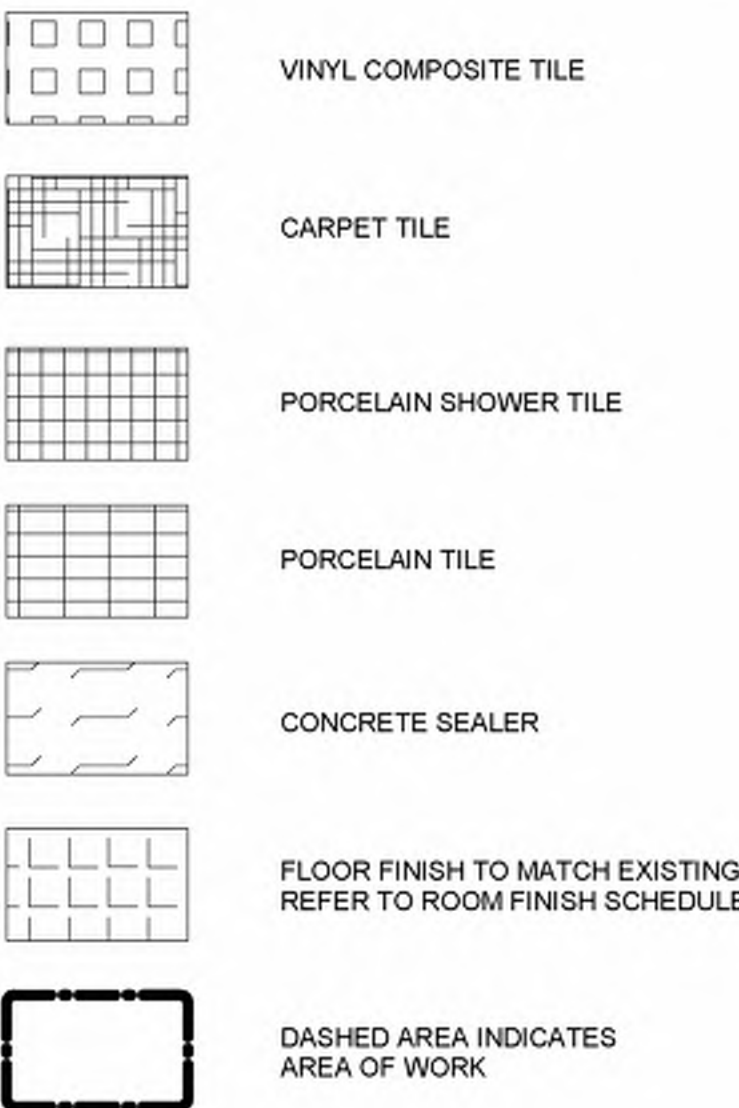 VINYL COMPOSITE TILE
CARPET TILE
PORCELAIN SHOWER TILE
PORCELAIN TILE
CONCRETE SEALER
FLOOR FINISH TO MATCH EXISTING
REFER TO ROOM FINISH SCHEDULE
DASHED AREA INDICATES
AREA OF WORK